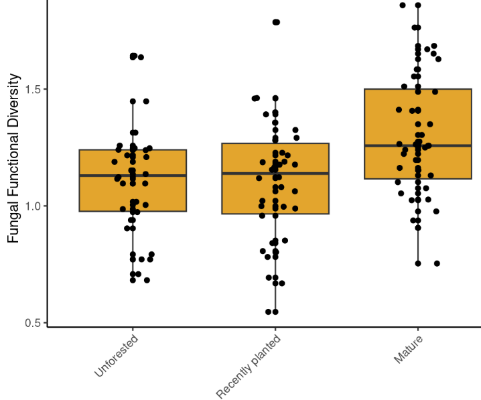 Fungal Functional Diversity
1.5
1.0
0.5
Unforested
Recently planted
Mature